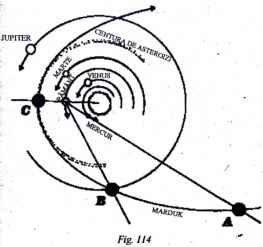 JUPITER
CENTURA DE ASTEROIZI
MARTE
VENUS
MERCUR
C
B
A
MARDUK
Fig. 114